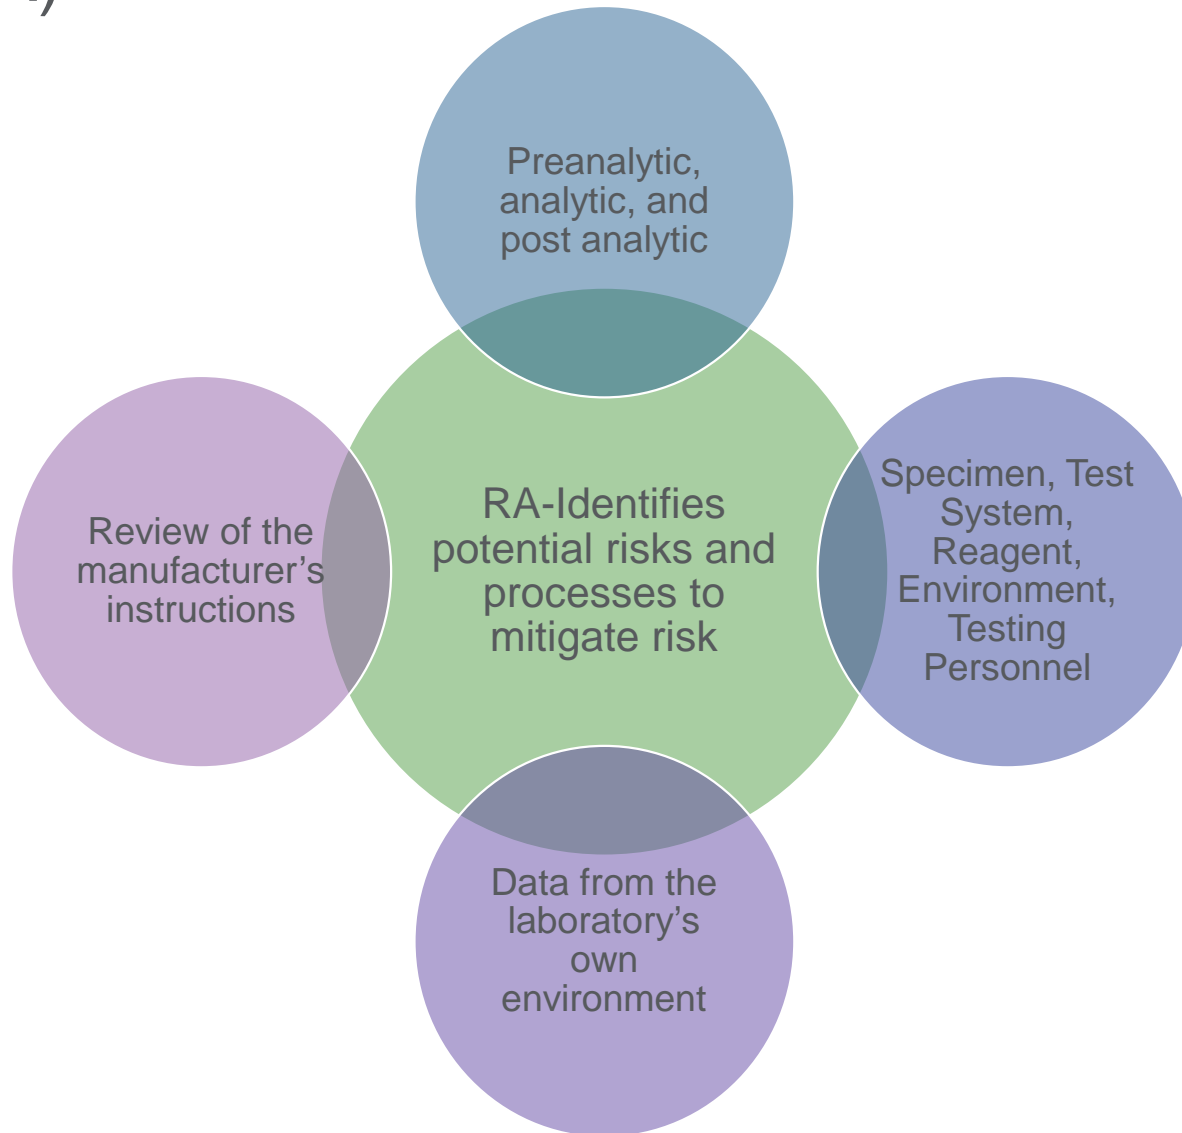 Preanalytic,
analytic, and
post analytic
Review of the
manufacturer's
instructions
RA-Identifies
potential risks and
processes to
mitigate risk
Specimen, Test
System,
Reagent,
Environment,
Testing
Personnel
Data from the
laboratory's
own
environment